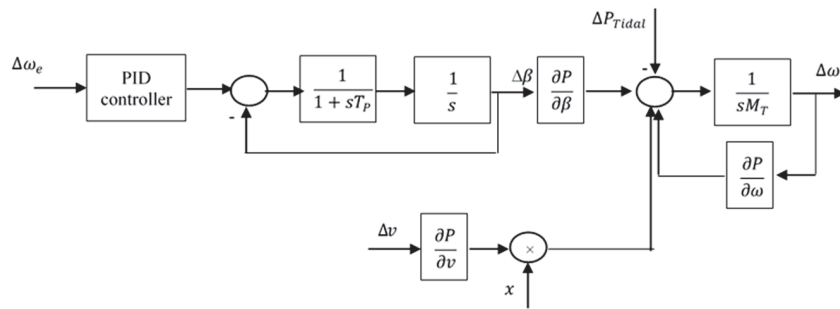 ΔP_Tidal
Δω_e
PID
controller
-
1
1 + sT_P
1
s
Δβ
∂P
∂β
-
1
sM_T
Δω
∂P
∂ω
Δv
∂P
∂v
×
x